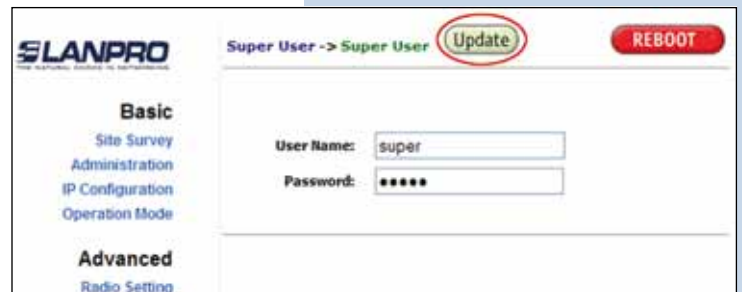 LANPRO
Super User -> Super User
Update
REBOOT
Basic
Site Survey
Administration
IP Configuration
Operation Mode
Advanced
Radio Setting
User Name: super
Password: •••••